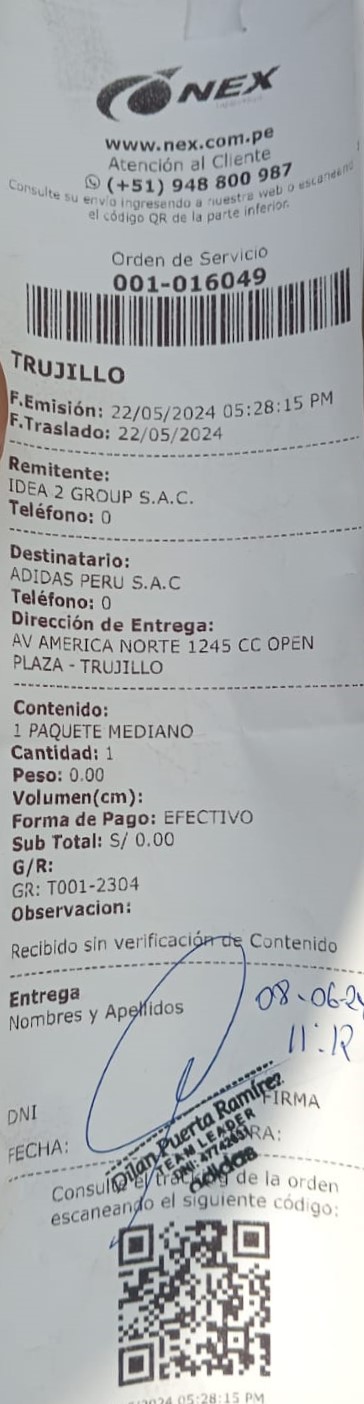 NEX
www.nex.com.pe
Atención al Cliente
(+51) 948 800 987
Consulte su envío ingresando a nuestra web o escaneando
el código QR de la parte inferior.
Orden de Servicio
001-016049
TRUJILLO
F.Emisión: 22/05/2024 05:28:15 PM
F.Traslado: 22/05/2024
Remitente:
IDEA 2 GROUP S.A.C.
Teléfono: 0
Destinatario:
ADIDAS PERU S.A.C
Teléfono: 0
Dirección de Entrega:
AV AMERICA NORTE 1245 CC OPEN
PLAZA - TRUJILLO
Contenido:
1 PAQUETE MEDIANO
Cantidad: 1
Peso: 0.00
Volumen(cm):
Forma de Pago: EFECTIVO
Sub Total: S/ 0.00
G/R:
GR: T001-2304
Observacion:
Recibido sin verificación de Contenido
Entrega
Nombres y Apellidos
08-06-24
11:12
DNI
FIRMA
FECHA:
RA:
Dilan Puerta Ramirez
TEAM LEADER
adidas
Consulte el tracking de la orden
escaneando el siguiente código:
2024 05:28:15 PM